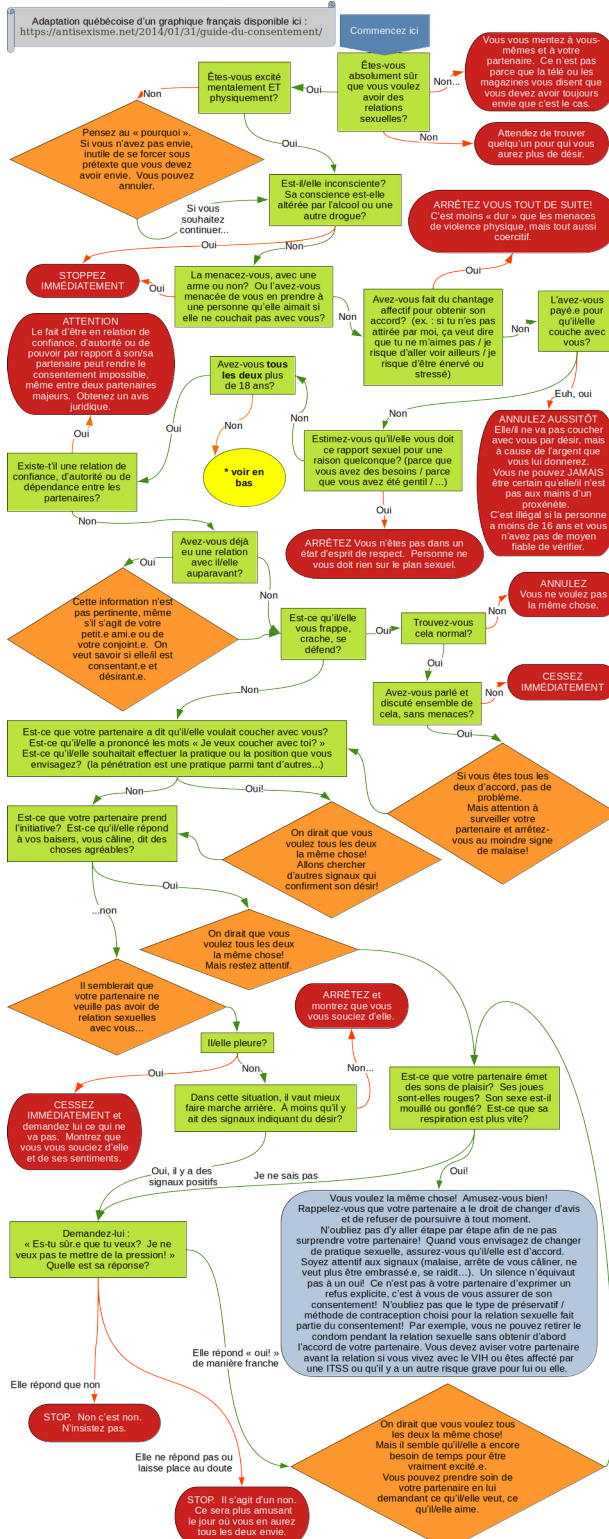 Adaptation québécoise d'un graphique français disponible ici :
https://antisexisme.net/2014/01/31/guide-du-consentement/
Commencez ici
Êtes-vous
absolument sûr
que vous voulez
avoir des
relations
sexuelles?
Non...
Vous vous mentez à vous-
mêmes et à votre
partenaire. Ce n'est pas
parce que la télé ou les
magazines vous disent que
vous devez avoir toujours
envie que c'est le cas.
Non
Attendez de trouver
quelqu'un pour qui vous
aurez plus de désir.
Oui
Êtes-vous excité
mentalement ET
physiquement?
Non
Pensez au « pourquoi ».
Si vous n'avez pas envie,
inutile de se forcer sous
prétexte que vous devez
avoir envie. Vous pouvez
annuler.
Si vous
souhaitez
continuer...
Oui
Est-il/elle inconsciente?
Sa conscience est-elle
altérée par l'alcool ou une
autre drogue?
Oui
STOPPEZ
IMMÉDIATEMENT
Non
La menacez-vous, avec une
arme ou non? Ou l'avez-vous
menacée de vous en prendre à
une personne qu'elle aimait si
elle ne couchait pas avec vous?
Oui
Non
Avez-vous fait du chantage
affectif pour obtenir son
accord? (ex. : si tu n'es pas
attirée par moi, ça veut dire
que tu ne m'aimes pas / je
risque d'aller voir ailleurs / je
risque d'être énervé ou
stressé)
Oui
ARRÊTEZ VOUS TOUT DE SUITE!
C'est moins « dur » que les menaces
de violence physique, mais tout aussi
coercitif.
Non
L'avez-vous
payé.e pour
qu'il/elle
couche avec
vous?
Euh, oui
ANNULEZ AUSSITÔT
Elle/il ne va pas coucher
avec vous par désir, mais
à cause de l'argent que
vous lui donnerez.
Vous ne pouvez JAMAIS
être certain qu'elle/il n'est
pas aux mains d'un
proxénète.
C'est illégal si la personne
a moins de 16 ans et vous
n'avez pas de moyen
fiable de vérifier.
Non
Estimez-vous qu'il/elle vous doit
ce rapport sexuel pour une
raison quelconque? (parce que
vous avez des besoins / parce
que vous avez été gentil / ...)
Oui
ARRÊTEZ Vous n'êtes pas dans un
état d'esprit de respect. Personne ne
vous doit rien sur le plan sexuel.
Non
Avez-vous tous
les deux plus
de 18 ans?
Non
* voir en
bas
Oui
Existe-t'il une relation de
confiance, d'autorité ou de
dépendance entre les
partenaires?
Oui
ATTENTION
Le fait d'être en relation de
confiance, d'autorité ou de
pouvoir par rapport à son/sa
partenaire peut rendre le
consentement impossible,
même entre deux partenaires
majeurs. Obtenez un avis
juridique.
Non
Avez-vous déjà
eu une relation
avec il/elle
auparavant?
Oui
Cette information n'est
pas pertinente, même
s'il s'agit de votre
petit.e ami.e ou de
votre conjoint.e. On
veut savoir si elle/il est
consentant.e et
désirant.e.
Non
Est-ce qu'il/elle
vous frappe,
crache, se
défend?
Oui
Trouvez-vous
cela normal?
Non
ANNULEZ
Vous ne voulez pas
la même chose.
Oui
Avez-vous parlé et
discuté ensemble de
cela, sans menaces?
Non
CESSEZ
IMMÉDIATEMENT
Oui
Si vous êtes tous les
deux d'accord, pas de
problème.
Mais attention à
surveiller votre
partenaire et arrêtez-
vous au moindre signe
de malaise!
Non
Est-ce que votre partenaire a dit qu'il/elle voulait coucher avec vous?
Est-ce qu'il/elle a prononcé les mots « Je veux coucher avec toi? »
Est-ce qu'il/elle souhaitait effectuer la pratique ou la position que vous
envisagez? (la pénétration est une pratique parmi tant d'autres...)
Non
Oui!
On dirait que vous
voulez tous les deux
la même chose!
Allons chercher
d'autres signaux qui
confirment son désir!
Est-ce que votre partenaire prend
l'initiative? Est-ce qu'il/elle répond
à vos baisers, vous câline, dit des
choses agréables?
Oui
On dirait que vous
voulez tous les deux
la même chose!
Mais restez attentif.
...non
Il semblerait que
votre partenaire ne
veuille pas avoir de
relation sexuelles
avec vous...
Il/elle pleure?
Oui
CESSEZ
IMMÉDIATEMENT et
demandez lui ce qui ne
va pas. Montrez que
vous vous souciez d'elle
et de ses sentiments.
Non
Dans cette situation, il vaut mieux
faire marche arrière. À moins qu'il y
ait des signaux indiquant du désir?
Non...
ARRÊTEZ et
montrez que vous
vous souciez d'elle.
Est-ce que votre partenaire émet
des sons de plaisir? Ses joues
sont-elles rouges? Son sexe est-il
mouillé ou gonflé? Est-ce que sa
respiration est plus vite?
Oui, il y a des
signaux positifs
Je ne sais pas
Oui!
Vous voulez la même chose! Amusez-vous bien!
Rappelez-vous que votre partenaire a le droit de changer d'avis
et de refuser de poursuivre à tout moment.
N'oubliez pas d'y aller étape par étape afin de ne pas
surprendre votre partenaire! Quand vous envisagez de changer
de pratique sexuelle, assurez-vous qu'il/elle est d'accord.
Soyez attentif aux signaux (malaise, arrête de vous câliner, ne
veut plus être embrassé.e, se raidit...). Un silence n'équivaut
pas à un oui! Ce n'est pas à votre partenaire d'exprimer un
refus explicite, c'est à vous de vous assurer de son
consentement! N'oubliez pas que le type de préservatif /
méthode de contraception choisi pour la relation sexuelle fait
partie du consentement! Par exemple, vous ne pouvez retirer le
condom pendant la relation sexuelle sans obtenir d'abord
l'accord de votre partenaire. Vous devez aviser votre partenaire
avant la relation si vous vivez avec le VIH ou êtes affecté par
une ITSS ou qu'il y a un autre risque grave pour lui ou elle.
Demandez-lui :
« Es-tu sûr.e que tu veux? Je ne
veux pas te mettre de la pression! »
Quelle est sa réponse?
Elle répond que non
STOP. Non c'est non.
N'insistez pas.
Elle répond « oui! »
de manière franche
Elle ne répond pas ou
laisse place au doute
STOP. Il s'agit d'un non.
Ce sera plus amusant
le jour où vous en aurez
tous les deux envie.
On dirait que vous voulez tous
les deux la même chose!
Mais il semble qu'il/elle a encore
besoin de temps pour être
vraiment excité.e.
Vous pouvez prendre soin de
votre partenaire en lui
demandant ce qu'il/elle veut, ce
qu'il/elle aime.